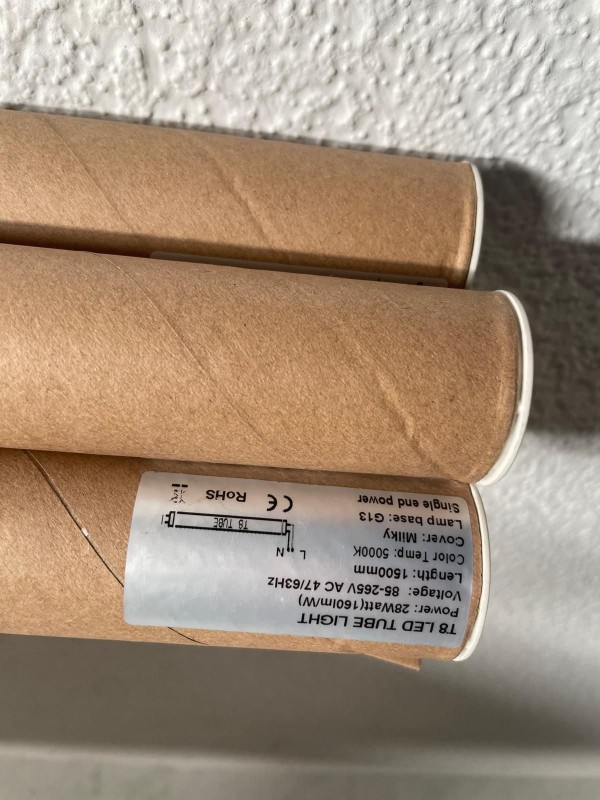 T8 LED TUBE LIGHT
Power: 28Watt(160lm/W)
Voltage: 85-265V AC 47/63Hz
Length: 1500mm
Color Temp: 5000K
Cover: Milky
Lamp base: G13
Single end power
L N
T8 TUBE
CE RoHS